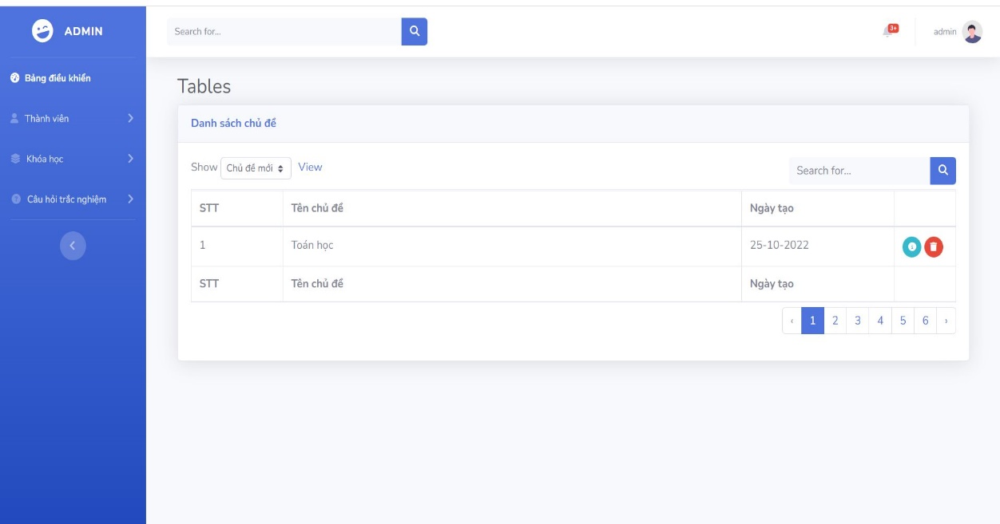 ADMIN
Search for...
3+
admin
Bảng điều khiển
Thành viên
Khóa học
Câu hỏi trắc nghiệm
Tables
Danh sách chủ đề
Show Chủ đề mới View
Search for...
STT Tên chủ đề Ngày tạo
1 Toán học 25-10-2022
STT Tên chủ đề Ngày tạo
‹ 1 2 3 4 5 6 ›